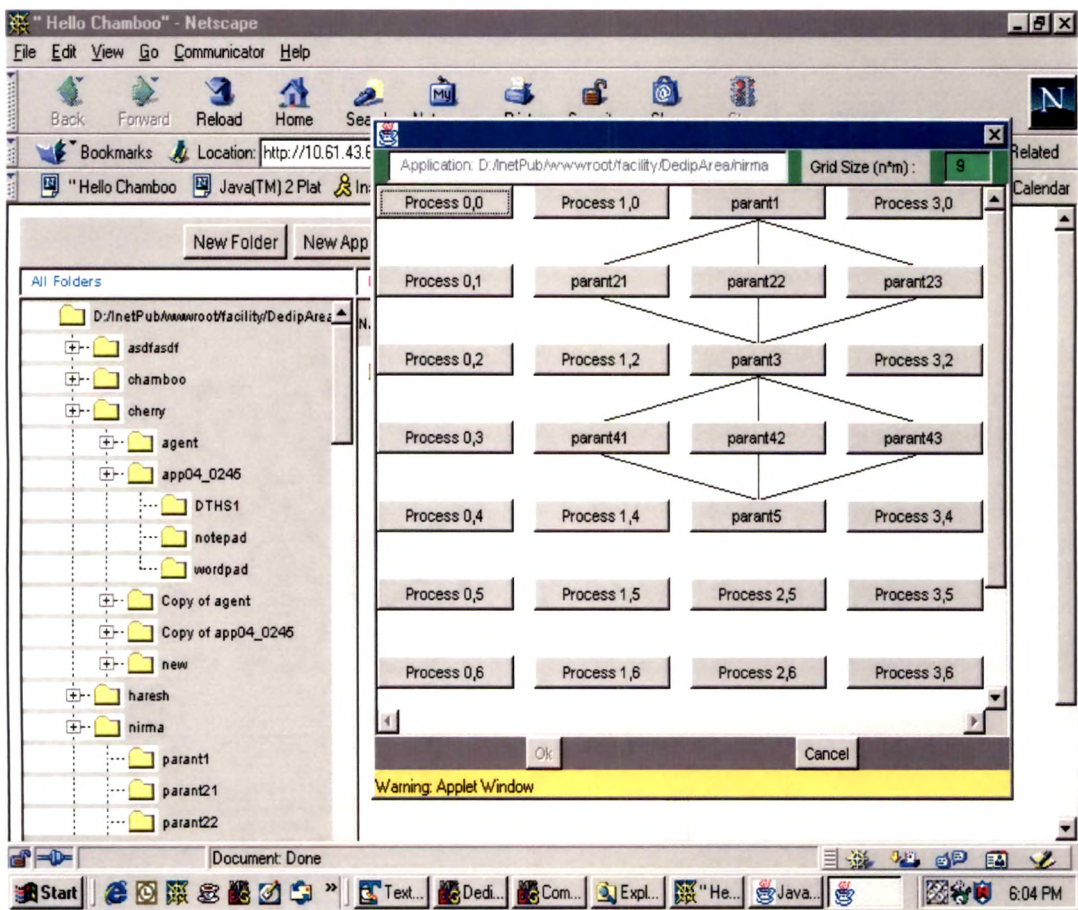 " Hello Chamboo" - Netscape
File Edit View Go Communicator Help
Back Forward Reload Home
My
N
Bookmarks Location: http://10.61.43.6
Related
"Hello Chamboo Java(TM) 2 Plat In
Calendar
New Folder New App
All Folders
D:/InetPub/wwwroot/facility/DedipArea
asdfasdf
chamboo
cherry
agent
app04_0245
DTHS1
notepad
wordpad
Copy of agent
Copy of app04_0245
new
haresh
nirma
parant1
parant21
parant22
Application: D:/InetPub/wwwroot/facility/DedipArea/nirma Grid Size (n*m) : 9
Process 0,0 Process 1,0 parant1 Process 3,0
Process 0,1 parant21 parant22 parant23
Process 0,2 Process 1,2 parant3 Process 3,2
Process 0,3 parant41 parant42 parant43
Process 0,4 Process 1,4 parant5 Process 3,4
Process 0,5 Process 1,5 Process 2,5 Process 3,5
Process 0,6 Process 1,6 Process 2,6 Process 3,6
Ok Cancel
Warning: Applet Window
Document: Done
Start » Text... Dedi... Com... Expl... "He... Java... 6:04 PM